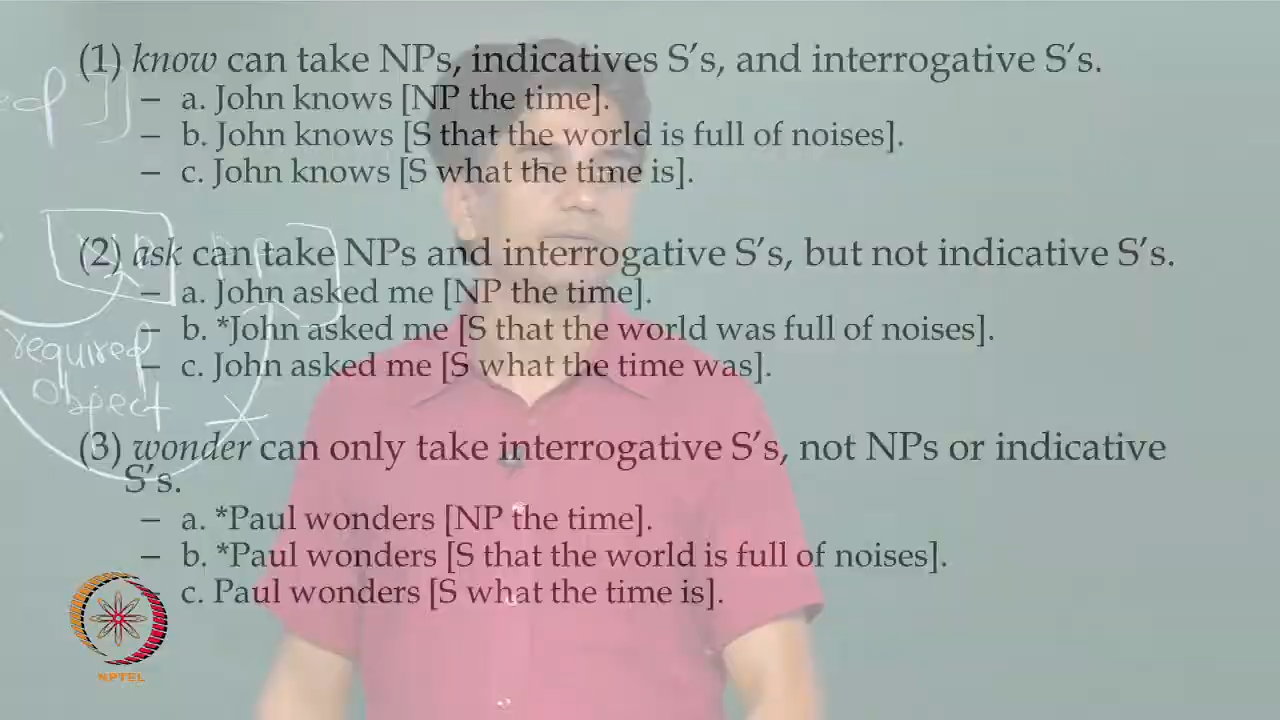 (1) know can take NPs, indicatives S's, and interrogative S's.
– a. John knows [NP the time].
– b. John knows [S that the world is full of noises].
– c. John knows [S what the time is].
(2) ask can take NPs and interrogative S's, but not indicative S's.
– a. John asked me [NP the time].
– b. *John asked me [S that the world was full of noises].
– c. John asked me [S what the time was].
required
object
(3) wonder can only take interrogative S's, not NPs or indicative
S's.
– a. *Paul wonders [NP the time].
– b. *Paul wonders [S that the world is full of noises].
c. Paul wonders [S what the time is].
NPTEL